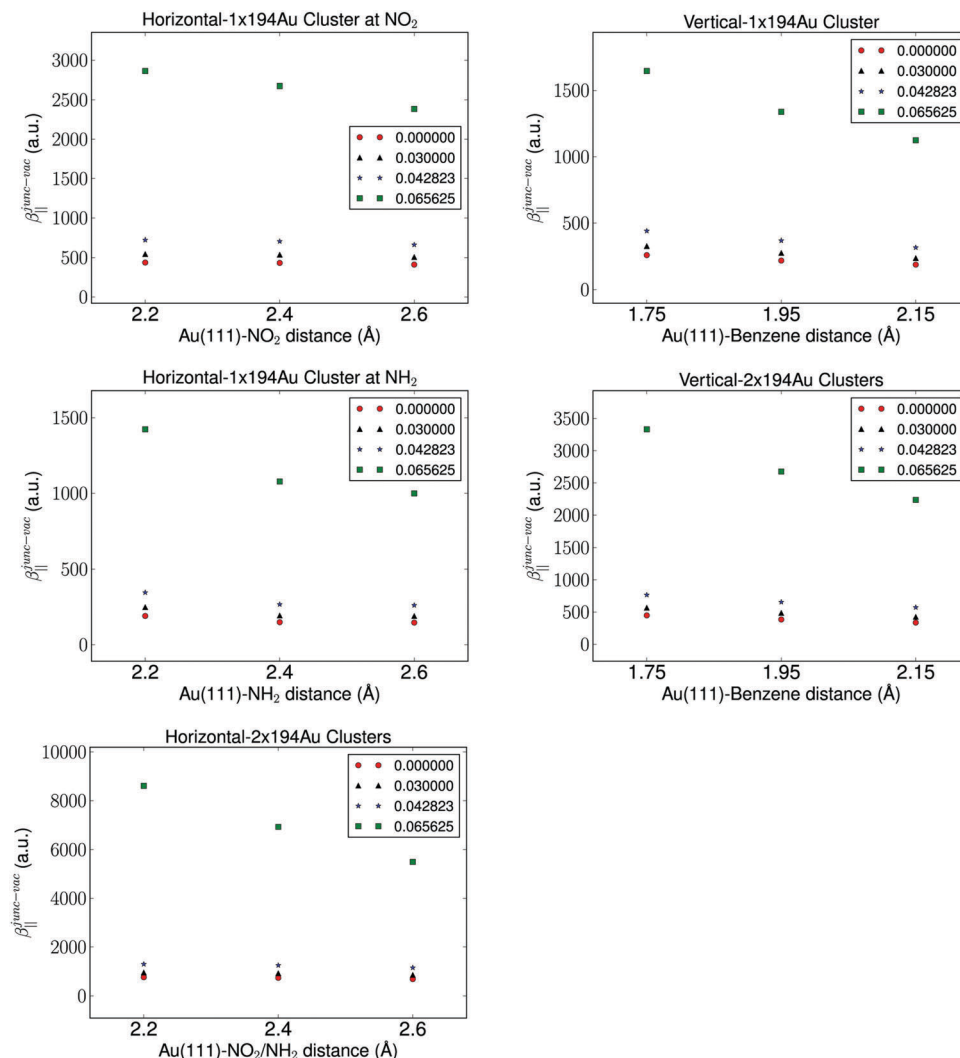 Horizontal-1x194Au Cluster at NO₂
β||^{junc−vac} (a.u.)
3000
2500
2000
1500
1000
500
0
0.000000
0.030000
0.042823
0.065625
2.2 2.4 2.6
Au(111)-NO₂ distance (Å)
Vertical-1x194Au Cluster
β||^{junc−vac} (a.u.)
1500
1000
500
0
0.000000
0.030000
0.042823
0.065625
1.75 1.95 2.15
Au(111)-Benzene distance (Å)
Horizontal-1x194Au Cluster at NH₂
β||^{junc−vac} (a.u.)
1500
1000
500
0
0.000000
0.030000
0.042823
0.065625
2.2 2.4 2.6
Au(111)-NH₂ distance (Å)
Vertical-2x194Au Clusters
β||^{junc−vac} (a.u.)
3500
3000
2500
2000
1500
1000
500
0
0.000000
0.030000
0.042823
0.065625
1.75 1.95 2.15
Au(111)-Benzene distance (Å)
Horizontal-2x194Au Clusters
β||^{junc−vac} (a.u.)
10000
8000
6000
4000
2000
0
0.000000
0.030000
0.042823
0.065625
2.2 2.4 2.6
Au(111)-NO₂/NH₂ distance (Å)